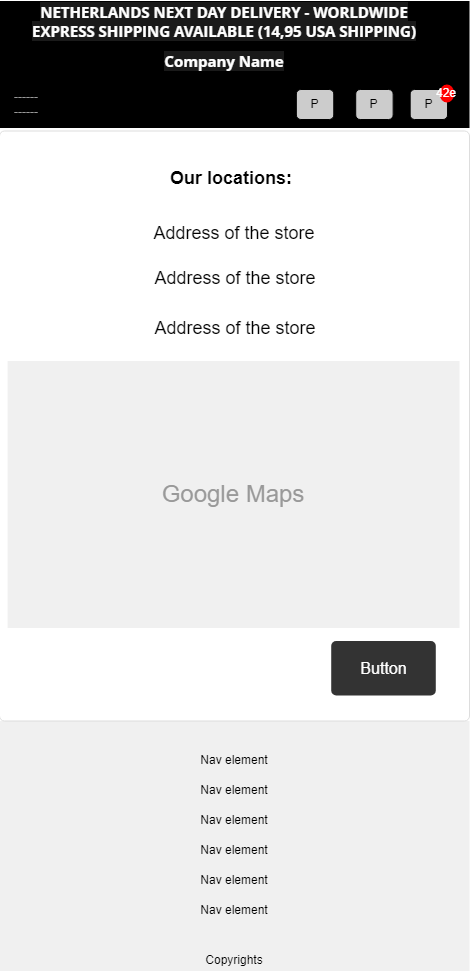 NETHERLANDS NEXT DAY DELIVERY - WORLDWIDE
EXPRESS SHIPPING AVAILABLE (14,95 USA SHIPPING)
Company Name
P P P 42e
Our locations:
Address of the store
Address of the store
Address of the store
Google Maps
Button
Nav element
Nav element
Nav element
Nav element
Nav element
Nav element
Copyrights